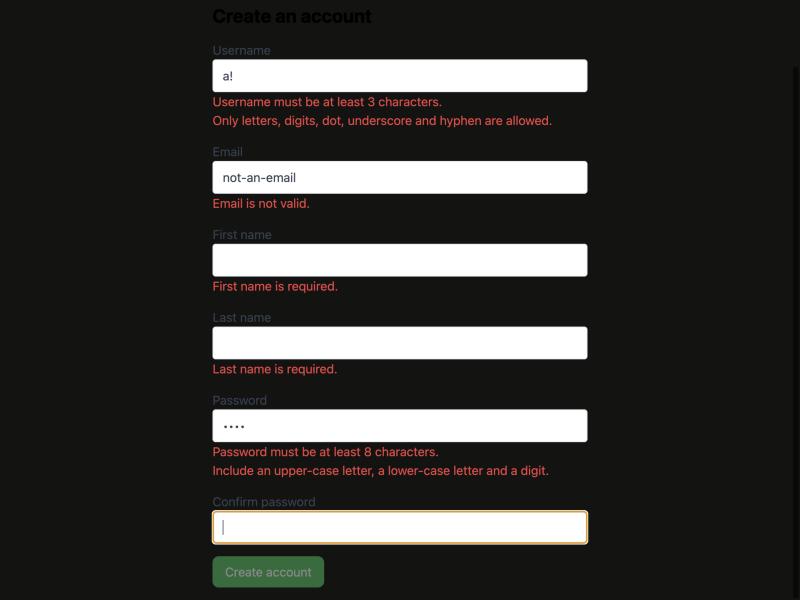 Create an account
Username
a!
Username must be at least 3 characters.
Only letters, digits, dot, underscore and hyphen are allowed.
Email
not-an-email
Email is not valid.
First name
First name is required.
Last name
Last name is required.
Password
••••
Password must be at least 8 characters.
Include an upper-case letter, a lower-case letter and a digit.
Confirm password
Create account